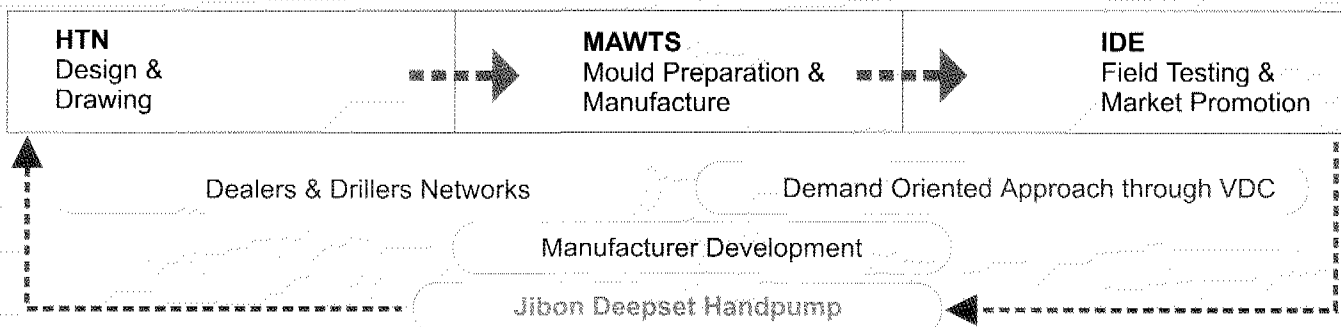 HTN
Design &
Drawing
MAWTS
Mould Preparation &
Manufacture
IDE
Field Testing &
Market Promotion
Dealers & Drillers Networks
Demand Oriented Approach through VDC
Manufacturer Development
Jibon Deepset Handpump